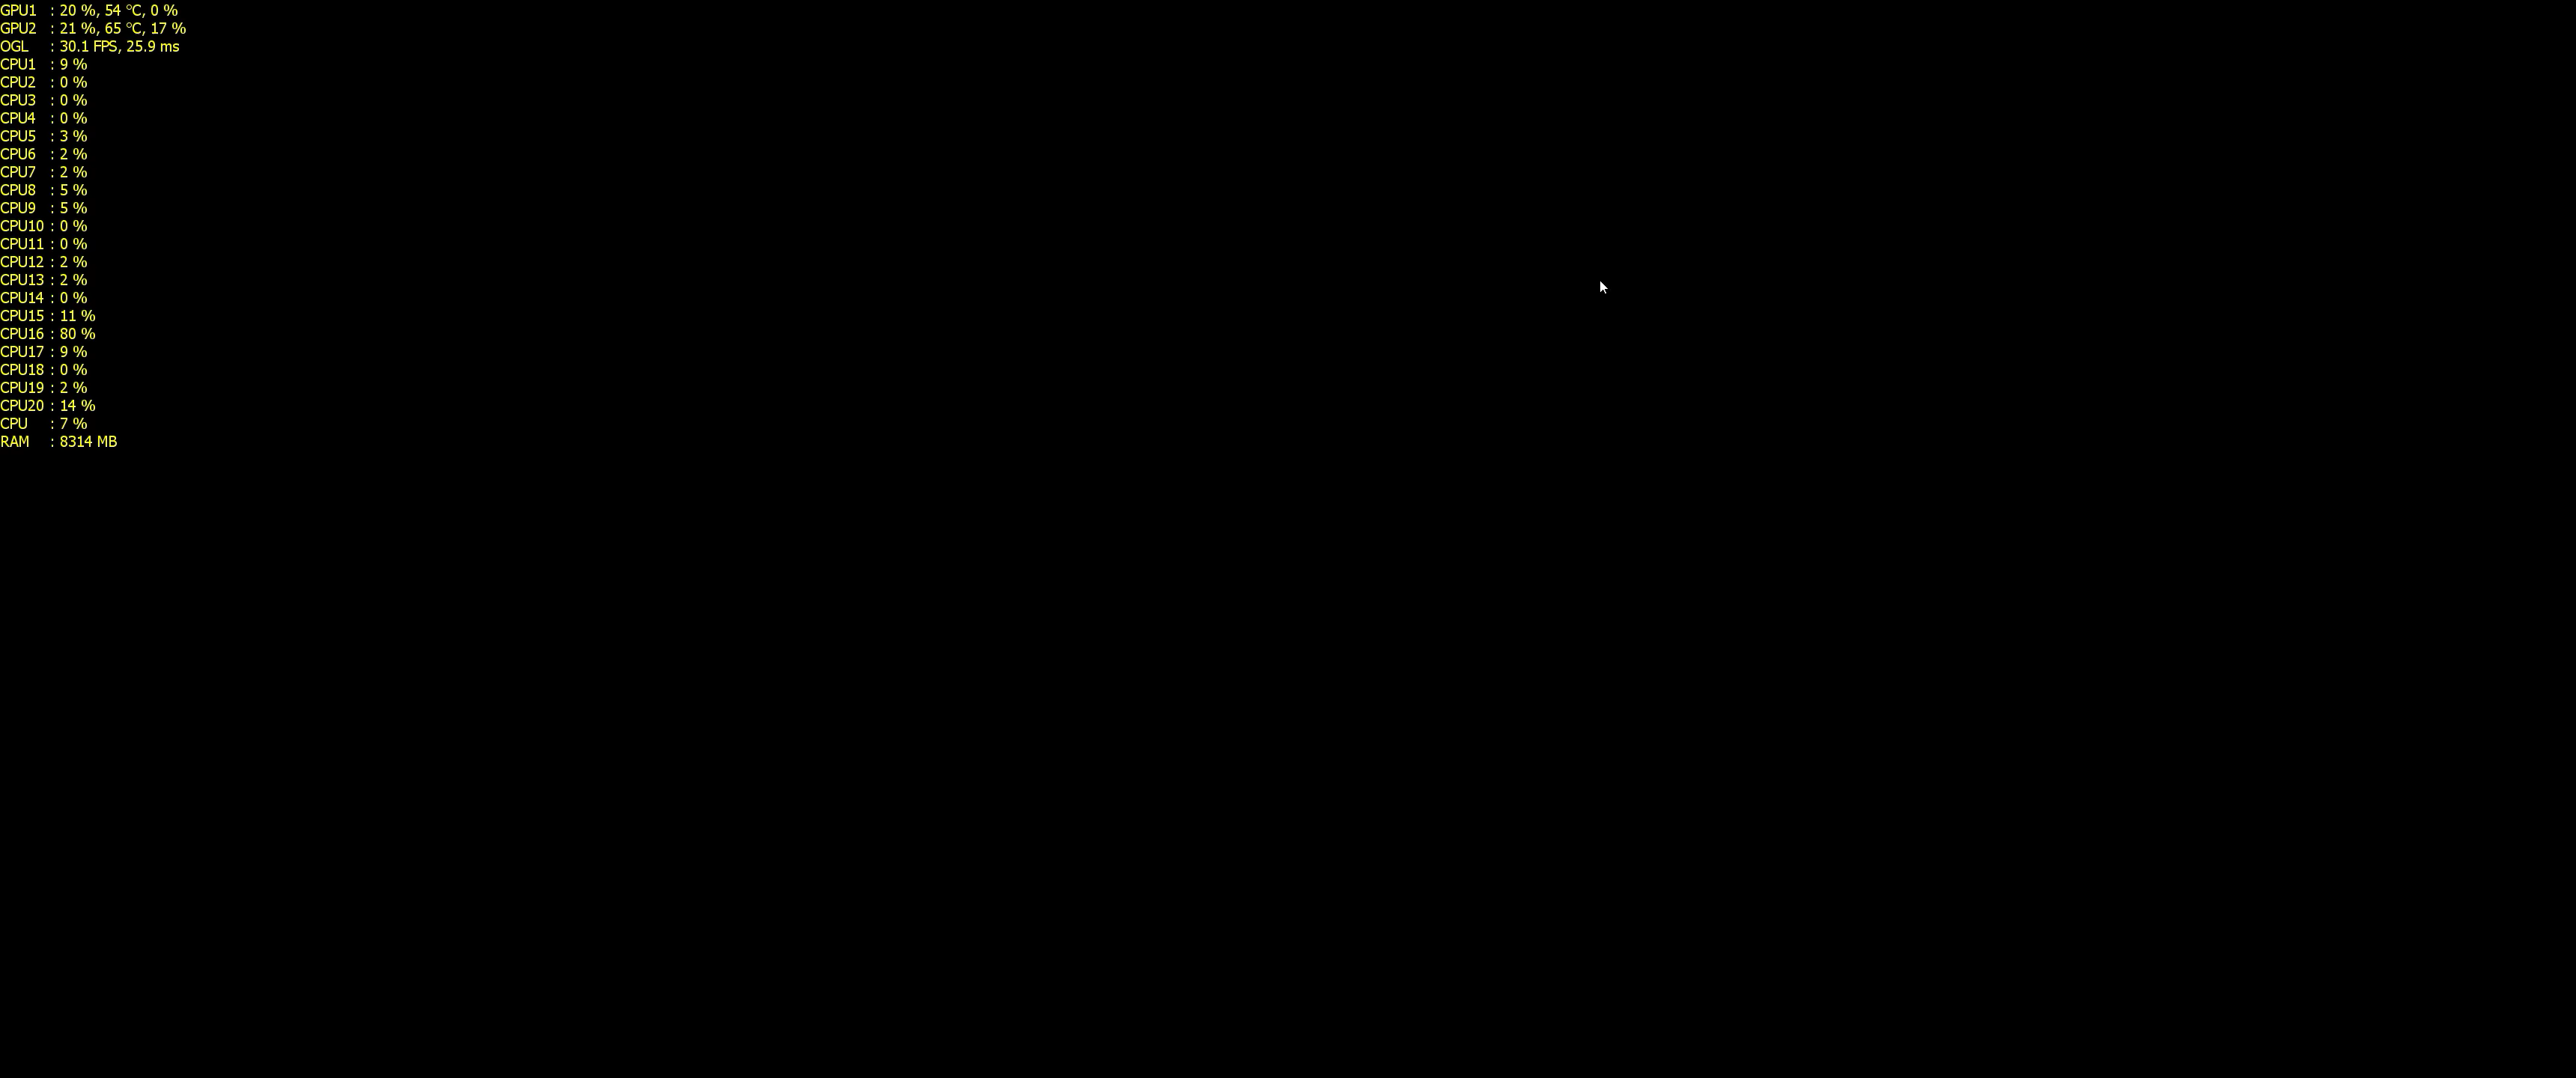 GPU1 : 20 %, 54 °C, 0 %
GPU2 : 21 %, 65 °C, 17 %
OGL : 30.1 FPS, 25.9 ms
CPU1 : 9 %
CPU2 : 0 %
CPU3 : 0 %
CPU4 : 0 %
CPU5 : 3 %
CPU6 : 2 %
CPU7 : 2 %
CPU8 : 5 %
CPU9 : 5 %
CPU10 : 0 %
CPU11 : 0 %
CPU12 : 2 %
CPU13 : 2 %
CPU14 : 0 %
CPU15 : 11 %
CPU16 : 80 %
CPU17 : 9 %
CPU18 : 0 %
CPU19 : 2 %
CPU20 : 14 %
CPU : 7 %
RAM : 8314 MB